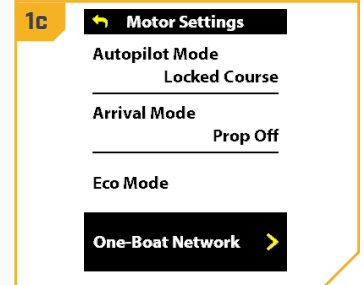 1c
Motor Settings
Autopilot Mode
Locked Course
Arrival Mode
Prop Off
Eco Mode
One-Boat Network